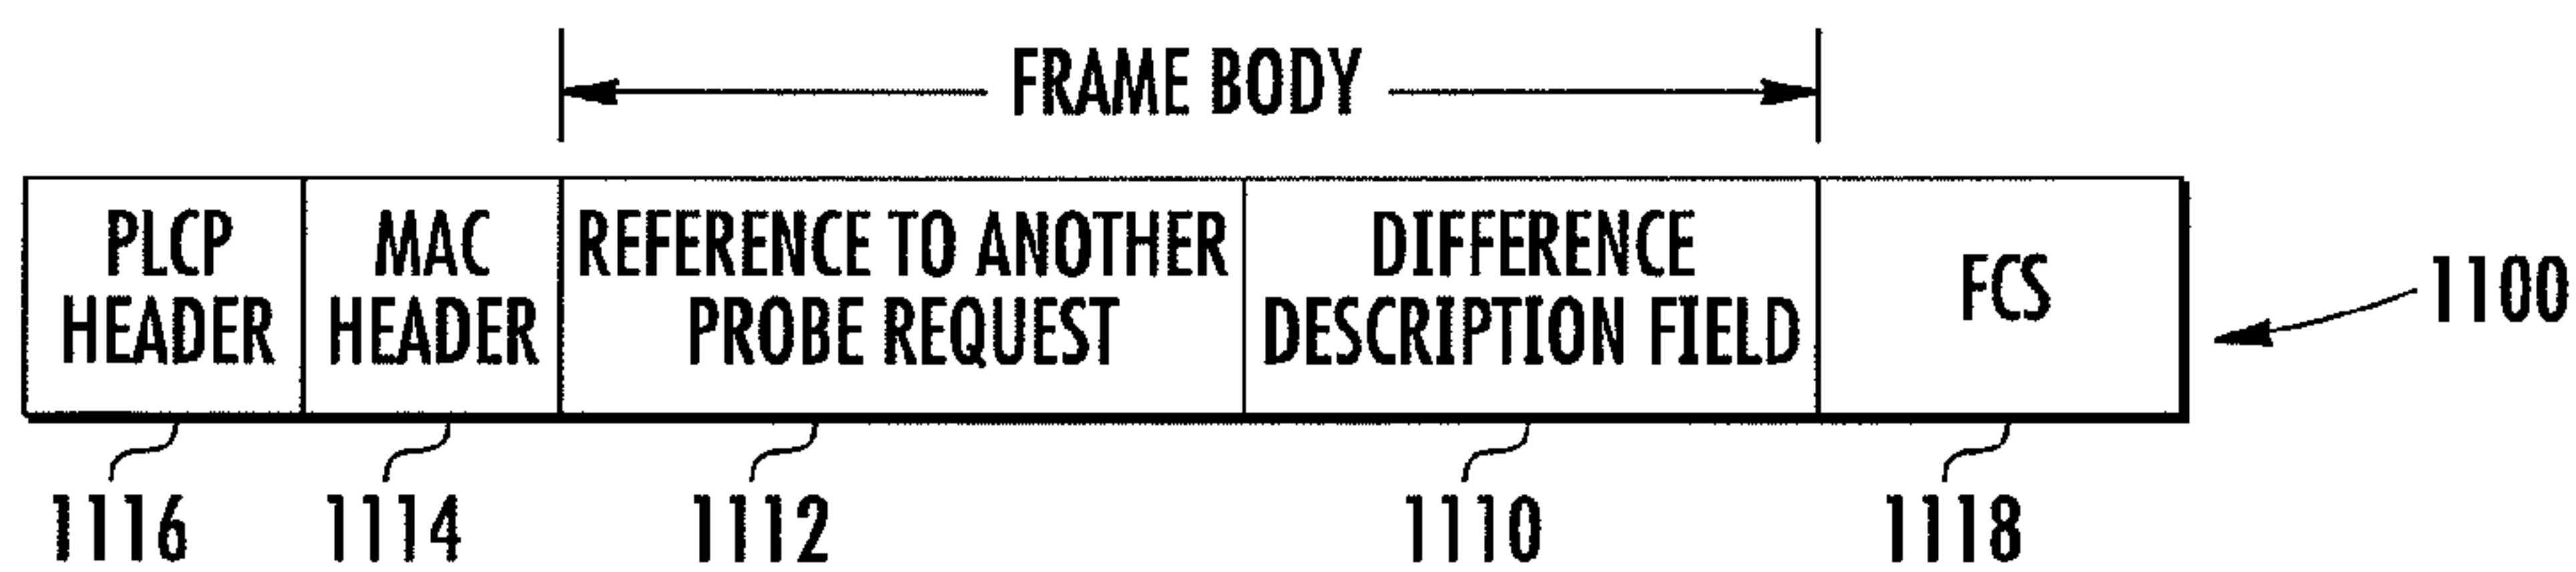 FRAME BODY
PLCP HEADER
MAC HEADER
REFERENCE TO ANOTHER PROBE REQUEST
DIFFERENCE DESCRIPTION FIELD
FCS
1100
1116
1114
1112
1110
1118